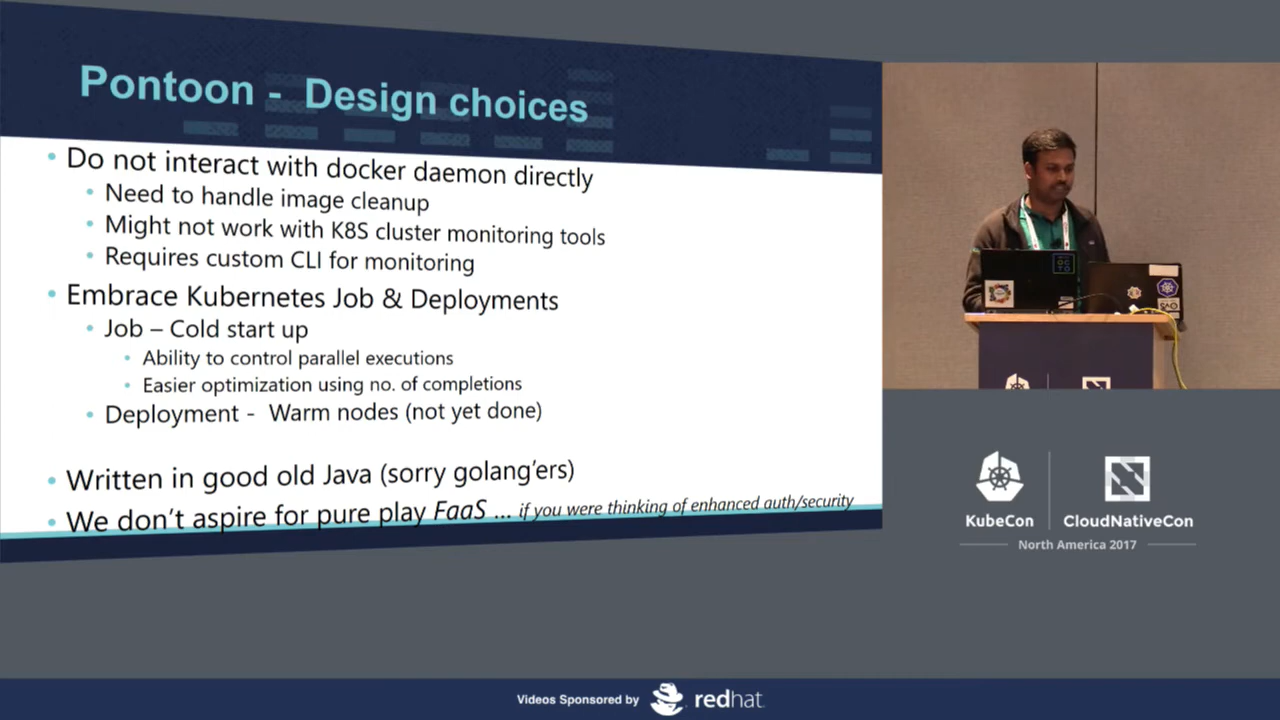 Pontoon - Design choices
Do not interact with docker daemon directly
Need to handle image cleanup
Might not work with K8S cluster monitoring tools
Requires custom CLI for monitoring
Embrace Kubernetes Job & Deployments
Job – Cold start up
Ability to control parallel executions
Easier optimization using no. of completions
Deployment - Warm nodes (not yet done)
Written in good old Java (sorry golang'ers)
We don't aspire for pure play FaaS ... if you were thinking of enhanced auth/security
KubeCon
CloudNativeCon
North America 2017
Videos Sponsored by redhat